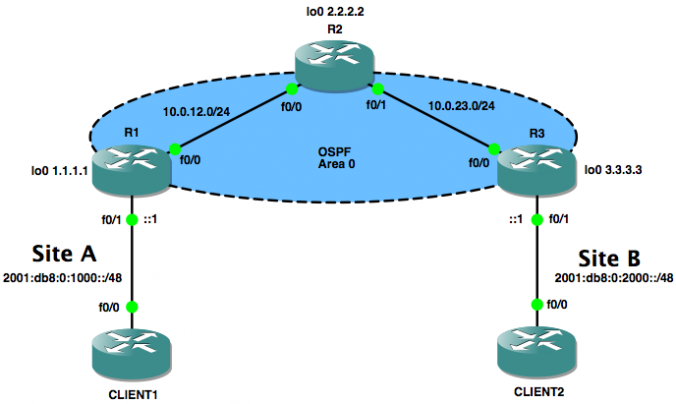 lo0 2.2.2.2
R2
10.0.12.0/24
f0/0
f0/1
10.0.23.0/24
R1
OSPF
Area 0
R3
f0/0
f0/0
lo0 1.1.1.1
lo0 3.3.3.3
f0/1
::1
::1
f0/1
Site A
2001:db8:0:1000::/48
Site B
2001:db8:0:2000::/48
f0/0
f0/0
CLIENT1
CLIENT2